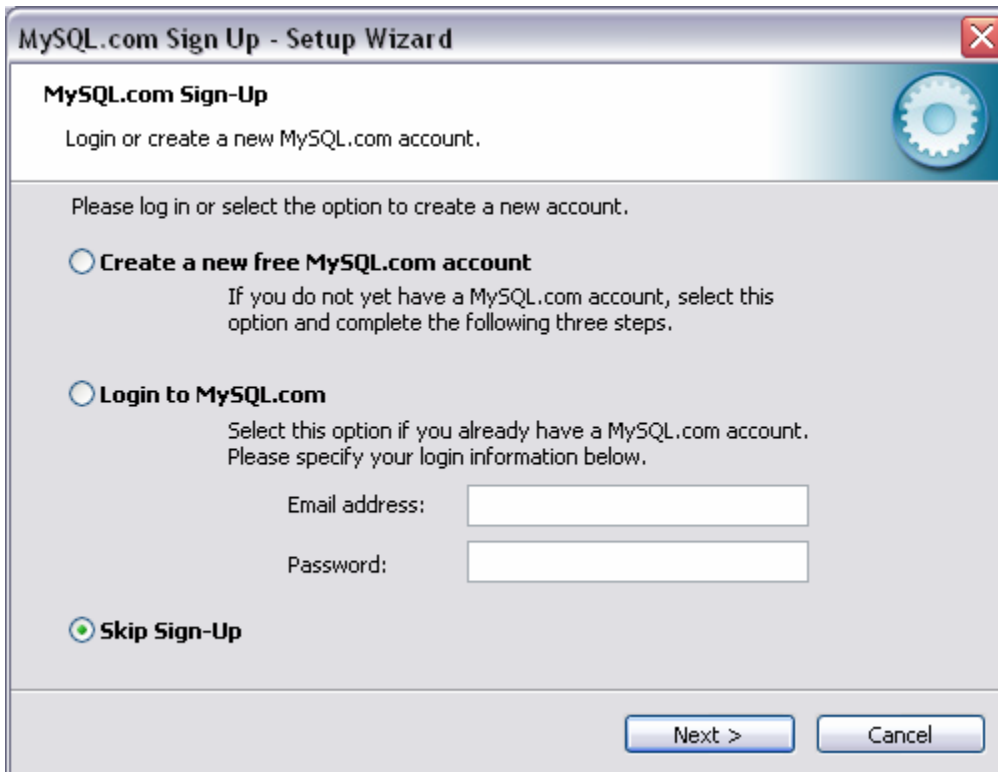 MySQL.com Sign Up - Setup Wizard
MySQL.com Sign-Up
Login or create a new MySQL.com account.
Please log in or select the option to create a new account.
Create a new free MySQL.com account
If you do not yet have a MySQL.com account, select this
option and complete the following three steps.
Login to MySQL.com
Select this option if you already have a MySQL.com account.
Please specify your login information below.
Email address:
Password:
Skip Sign-Up
Next > Cancel